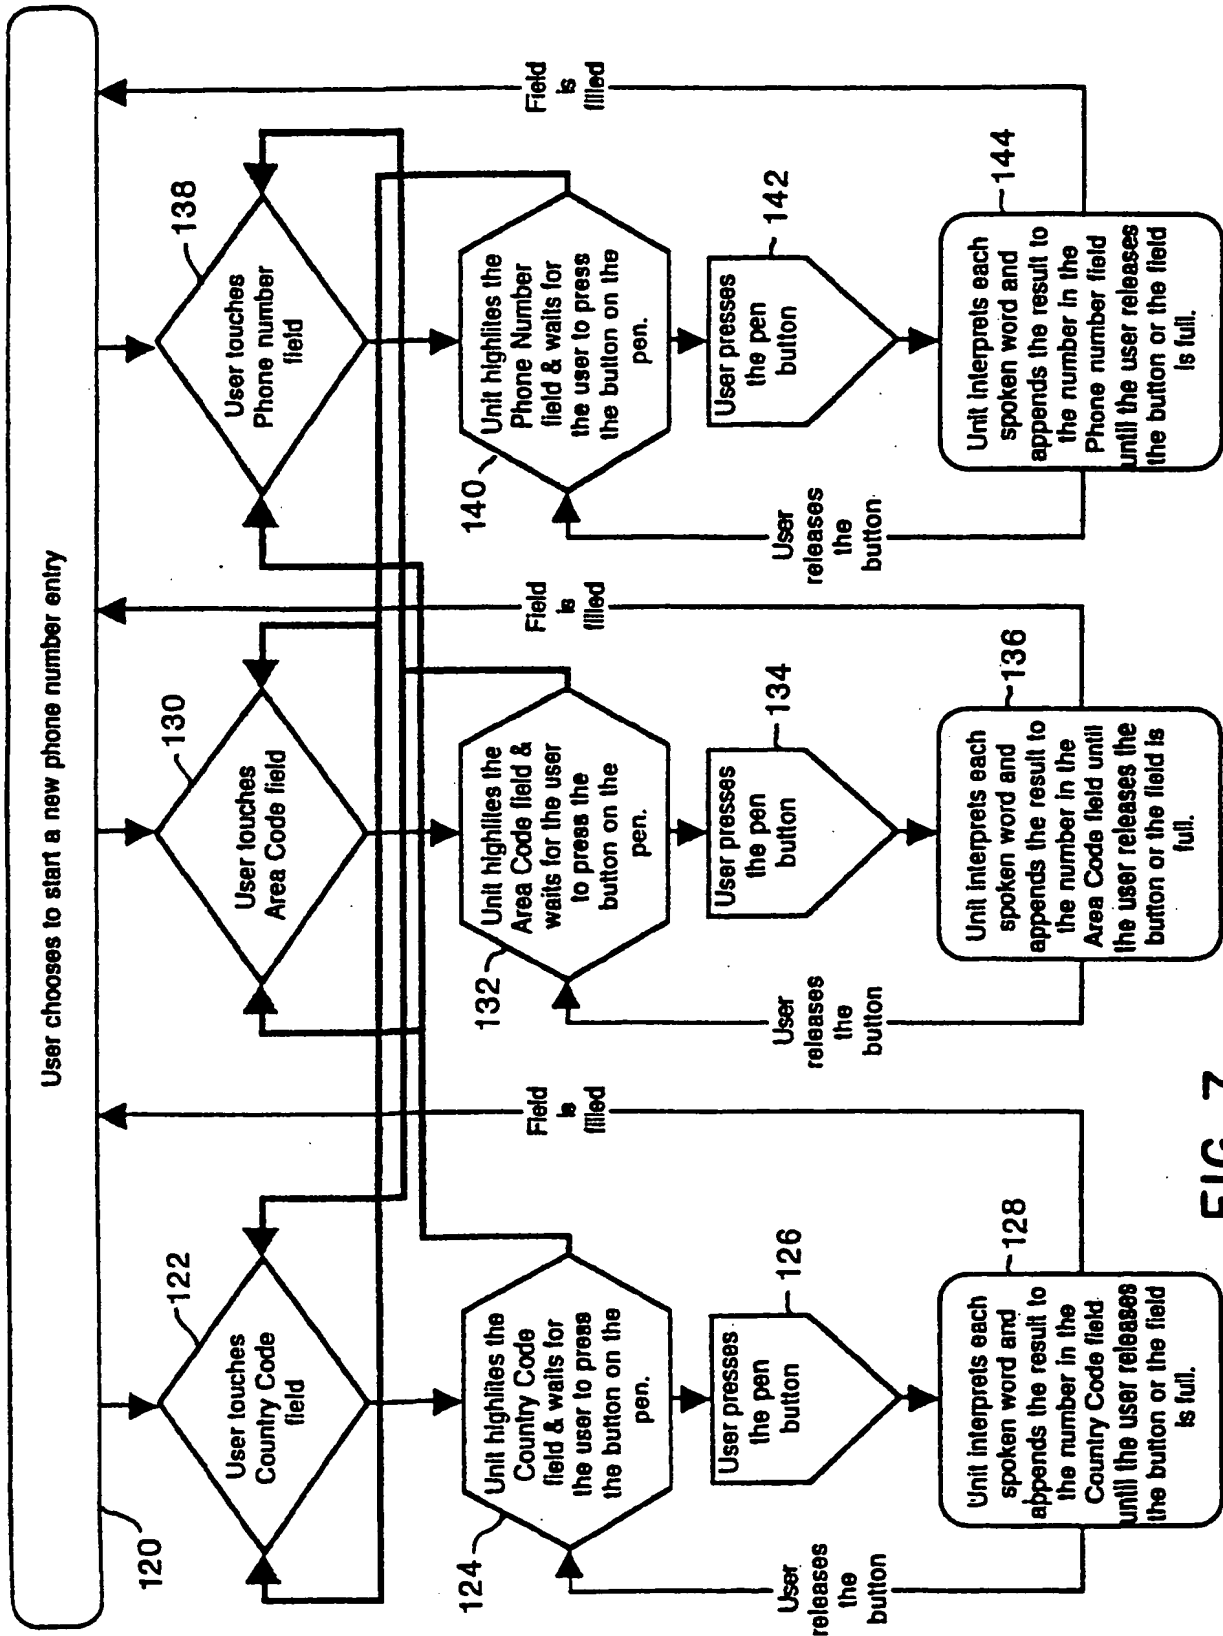 User chooses to start a new phone number entry
120
122
User touches
Country Code
field
130
User touches
Area Code field
138
User touches
Phone number
field
124
Unit highlites the
Country Code
field & waits for
the user to press
the button on the
pen.
132
Unit highlites the
Area Code field &
waits for the user
to press the
button on the
pen.
140
Unit highlites the
Phone Number
field & waits for
the user to press
the button on the
pen.
Field
is
filled
Field
is
filled
Field
is
filled
126
User presses
the pen
button
134
User presses
the pen
button
142
User presses
the pen
button
User
releases
the
button
User
releases
the
button
User
releases
the
button
128
Unit interprets each
spoken word and
appends the result to
the number in the
Country Code field
until the user releases
the button or the field
is full.
136
Unit interprets each
spoken word and
appends the result to
the number in the
Area Code field until
the user releases the
button or the field is
full.
144
Unit interprets each
spoken word and
appends the result to
the number in the
Phone number field
until the user releases
the button or the field
is full.
FIG. 7